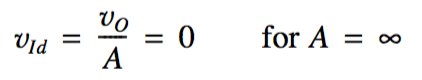 v_Id = v_O / A = 0 for A = ∞